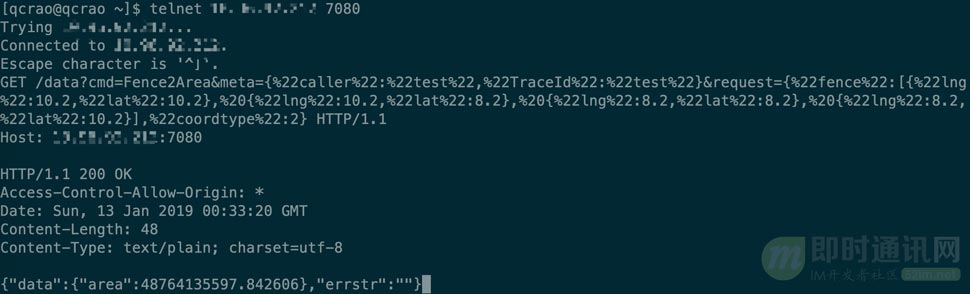 [qcrao@qcrao ~]$ telnet 7080
Trying ...
Connected to .
Escape character is '^]'.
GET /data?cmd=Fence2Area&meta={%22caller%22:%22test%22,%22TraceId%22:%22test%22}&request={%22fence%22:[{%22lng
%22:10.2,%22lat%22:10.2},%20{%22lng%22:10.2,%22lat%22:8.2},%20{%22lng%22:8.2,%22lat%22:8.2},%20{%22lng%22:8.2,
%22lat%22:10.2}],%22coordtype%22:2} HTTP/1.1
Host: :7080
HTTP/1.1 200 OK
Access-Control-Allow-Origin: *
Date: Sun, 13 Jan 2019 00:33:20 GMT
Content-Length: 48
Content-Type: text/plain; charset=utf-8
{"data":{"area":48764135597.842606},"errstr":""}
即时通讯网
IM开发者社区 52im.net